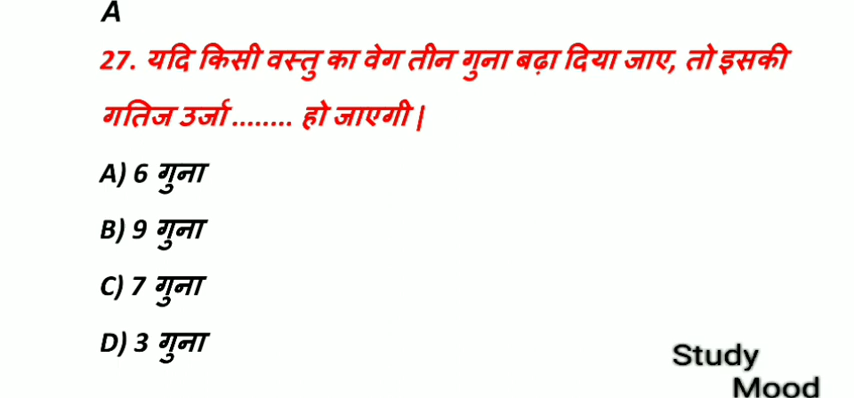 A
27. यदि किसी वस्तु का वेग तीन गुना बढ़ा दिया जाए, तो इसकी
गतिज उर्जा ........ हो जाएगी |
A) 6 गुना
B) 9 गुना
C) 7 गुना
D) 3 गुना
Study
Mood